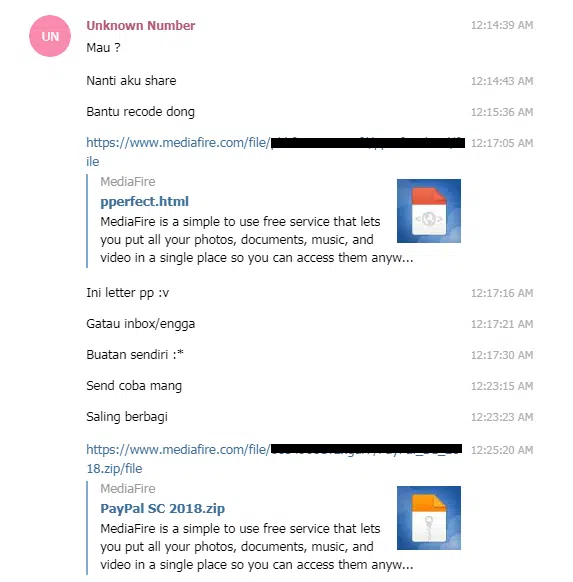 UN
Unknown Number 12:14:39 AM
Mau ?
Nanti aku share 12:14:43 AM
Bantu recode dong 12:15:36 AM
https://www.mediafire.com/file/ 12:17:05 AM
ile
MediaFire
pperfect.html
MediaFire is a simple to use free service that lets
you put all your photos, documents, music, and
video in a single place so you can access them anyw...
Ini letter pp :v 12:17:16 AM
Gatau inbox/engga 12:17:21 AM
Buatan sendiri :* 12:17:30 AM
Send coba mang 12:23:15 AM
Saling berbagi 12:23:23 AM
https://www.mediafire.com/file/ 12:25:20 AM
18.zip/file
MediaFire
PayPal SC 2018.zip
MediaFire is a simple to use free service that lets
you put all your photos, documents, music, and
video in a single place so you can access them anyw...